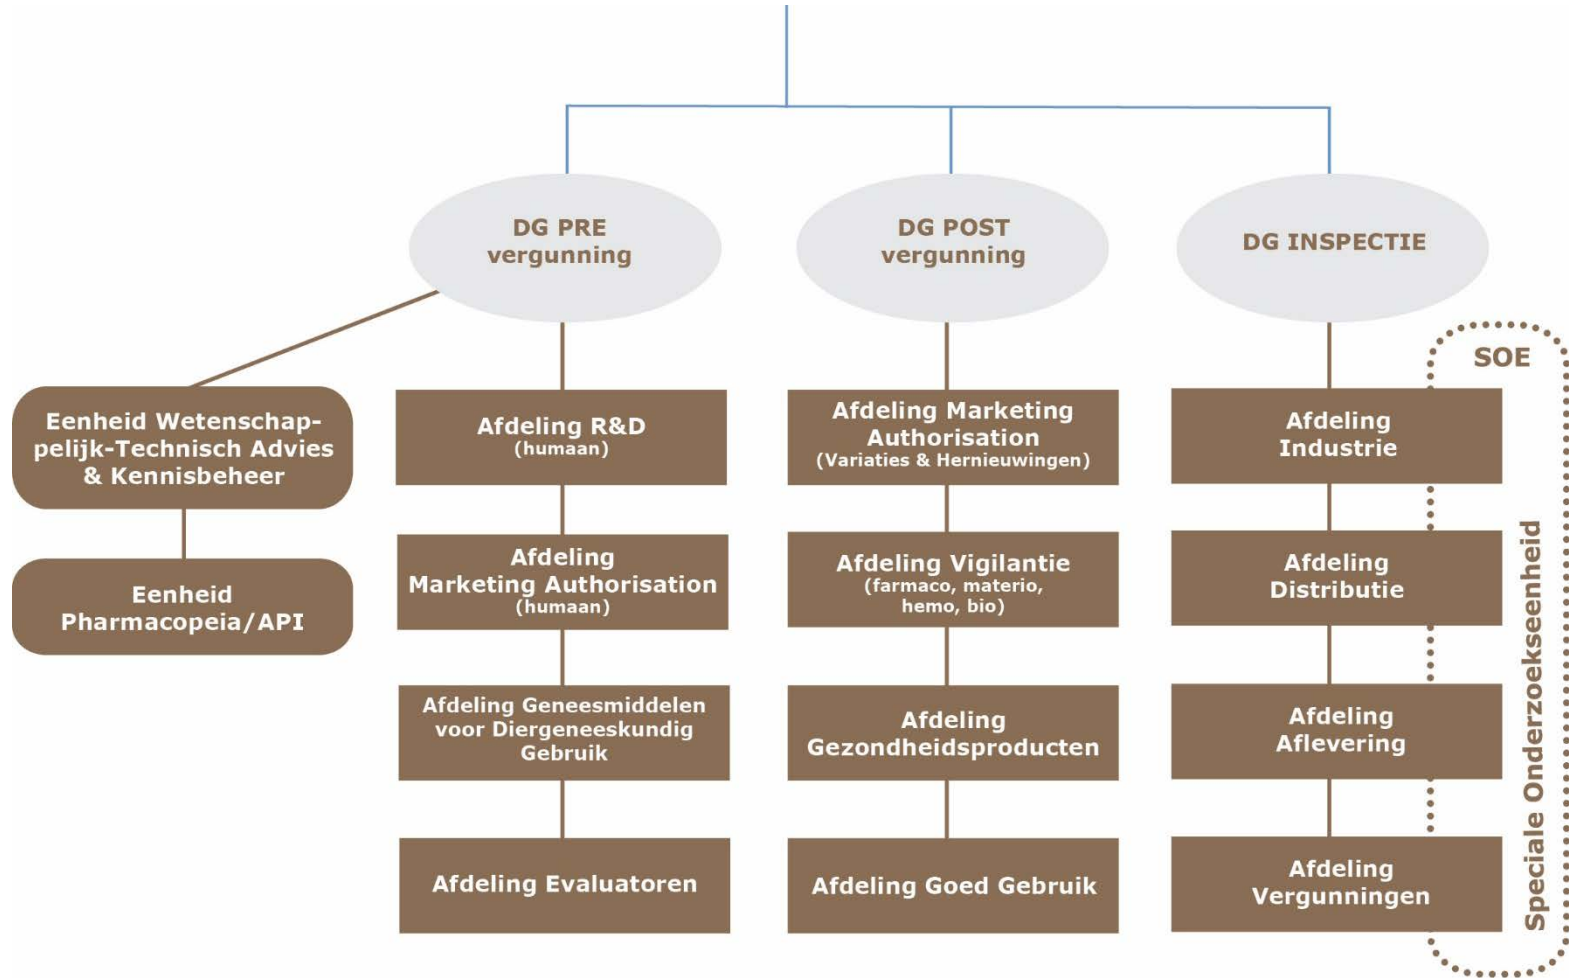 DG PRE
vergunning
DG POST
vergunning
DG INSPECTIE
SOE
Speciale Onderzoekseenheid
Eenheid Wetenschap-
pelijk-Technisch Advies
& Kennisbeheer
Eenheid
Pharmacopeia/API
Afdeling R&D
(humaan)
Afdeling
Marketing Authorisation
(humaan)
Afdeling Geneesmiddelen
voor Diergeneeskundig
Gebruik
Afdeling Evaluatoren
Afdeling Marketing
Authorisation
(Variaties & Hernieuwingen)
Afdeling Vigilantie
(farmaco, materio,
hemo, bio)
Afdeling
Gezondheidsproducten
Afdeling Goed Gebruik
Afdeling
Industrie
Afdeling
Distributie
Afdeling
Aflevering
Afdeling
Vergunningen